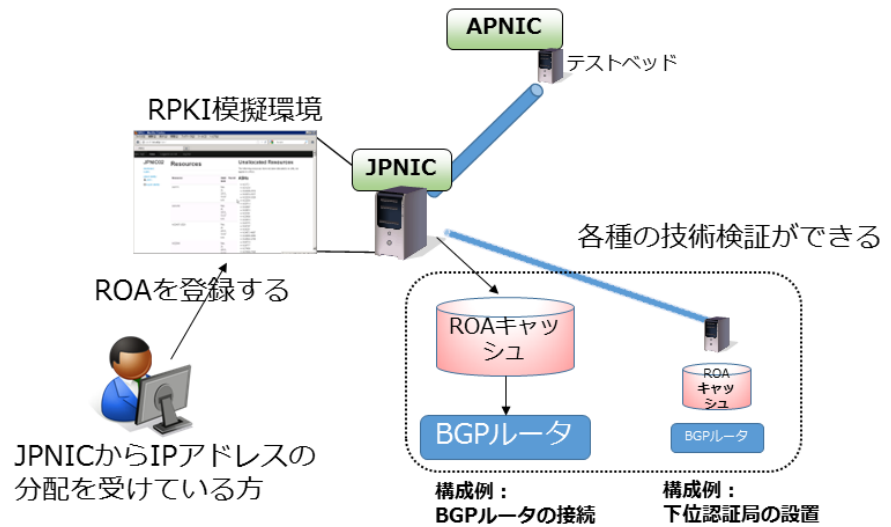 APNIC
テストベッド
RPKI模擬環境
JPNIC
Resources
Unallocated Resources
各種の技術検証ができる
ROAを登録する
ROAキャッ
シュ
ROA
キャッ
シュ
BGPルータ
BGPルータ
JPNICからIPアドレスの
分配を受けている方
構成例：
BGPルータの接続
構成例：
下位認証局の設置